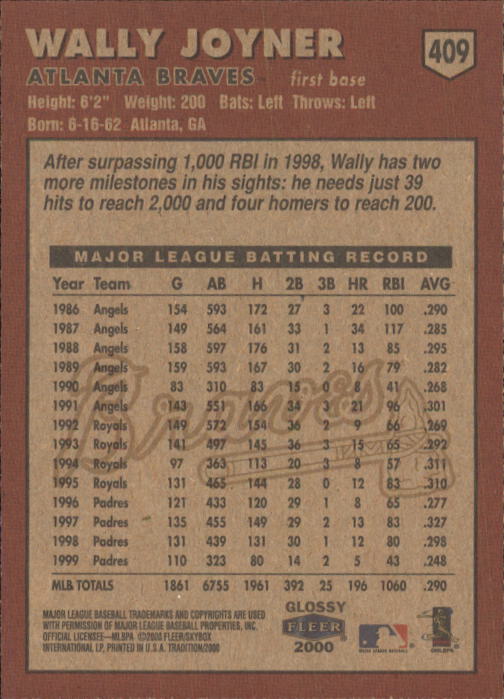 WALLY JOYNER
409
ATLANTA BRAVES first base
Height: 6'2" Weight: 200 Bats: Left Throws: Left
Born: 6-16-62 Atlanta, GA
After surpassing 1,000 RBI in 1998, Wally has two
more milestones in his sights: he needs just 39
hits to reach 2,000 and four homers to reach 200.
MAJOR LEAGUE BATTING RECORD
Year Team G AB H 2B 3B HR RBI AVG
1986 Angels 154 593 172 27 3 22 100 .290
1987 Angels 149 564 161 33 1 34 117 .285
1988 Angels 158 597 176 31 2 13 85 .295
1989 Angels 159 593 167 30 2 16 79 .282
1990 Angels 83 310 83 15 0 8 41 .268
1991 Angels 143 551 166 34 3 21 96 .301
1992 Royals 149 572 154 36 2 9 66 .269
1993 Royals 141 497 145 36 3 15 65 .292
1994 Royals 97 363 113 20 3 8 57 .311
1995 Royals 131 465 144 28 0 12 83 .310
1996 Padres 121 433 120 29 1 8 65 .277
1997 Padres 135 455 149 29 2 13 83 .327
1998 Padres 131 439 131 30 1 12 80 .298
1999 Padres 110 323 80 14 2 5 43 .248
MLB TOTALS 1861 6755 1961 392 25 196 1060 .290
Braves
MAJOR LEAGUE BASEBALL TRADEMARKS AND COPYRIGHTS ARE USED
WITH PERMISSION OF MAJOR LEAGUE BASEBALL PROPERTIES, INC.
OFFICIAL LICENSEE—MLBPA ©2000 FLEER/SKYBOX
INTERNATIONAL LP, PRINTED IN U.S.A. TRADITION/2000
GLOSSY
FLEER
2000
MAJOR LEAGUE BASEBALL
©MLBPA